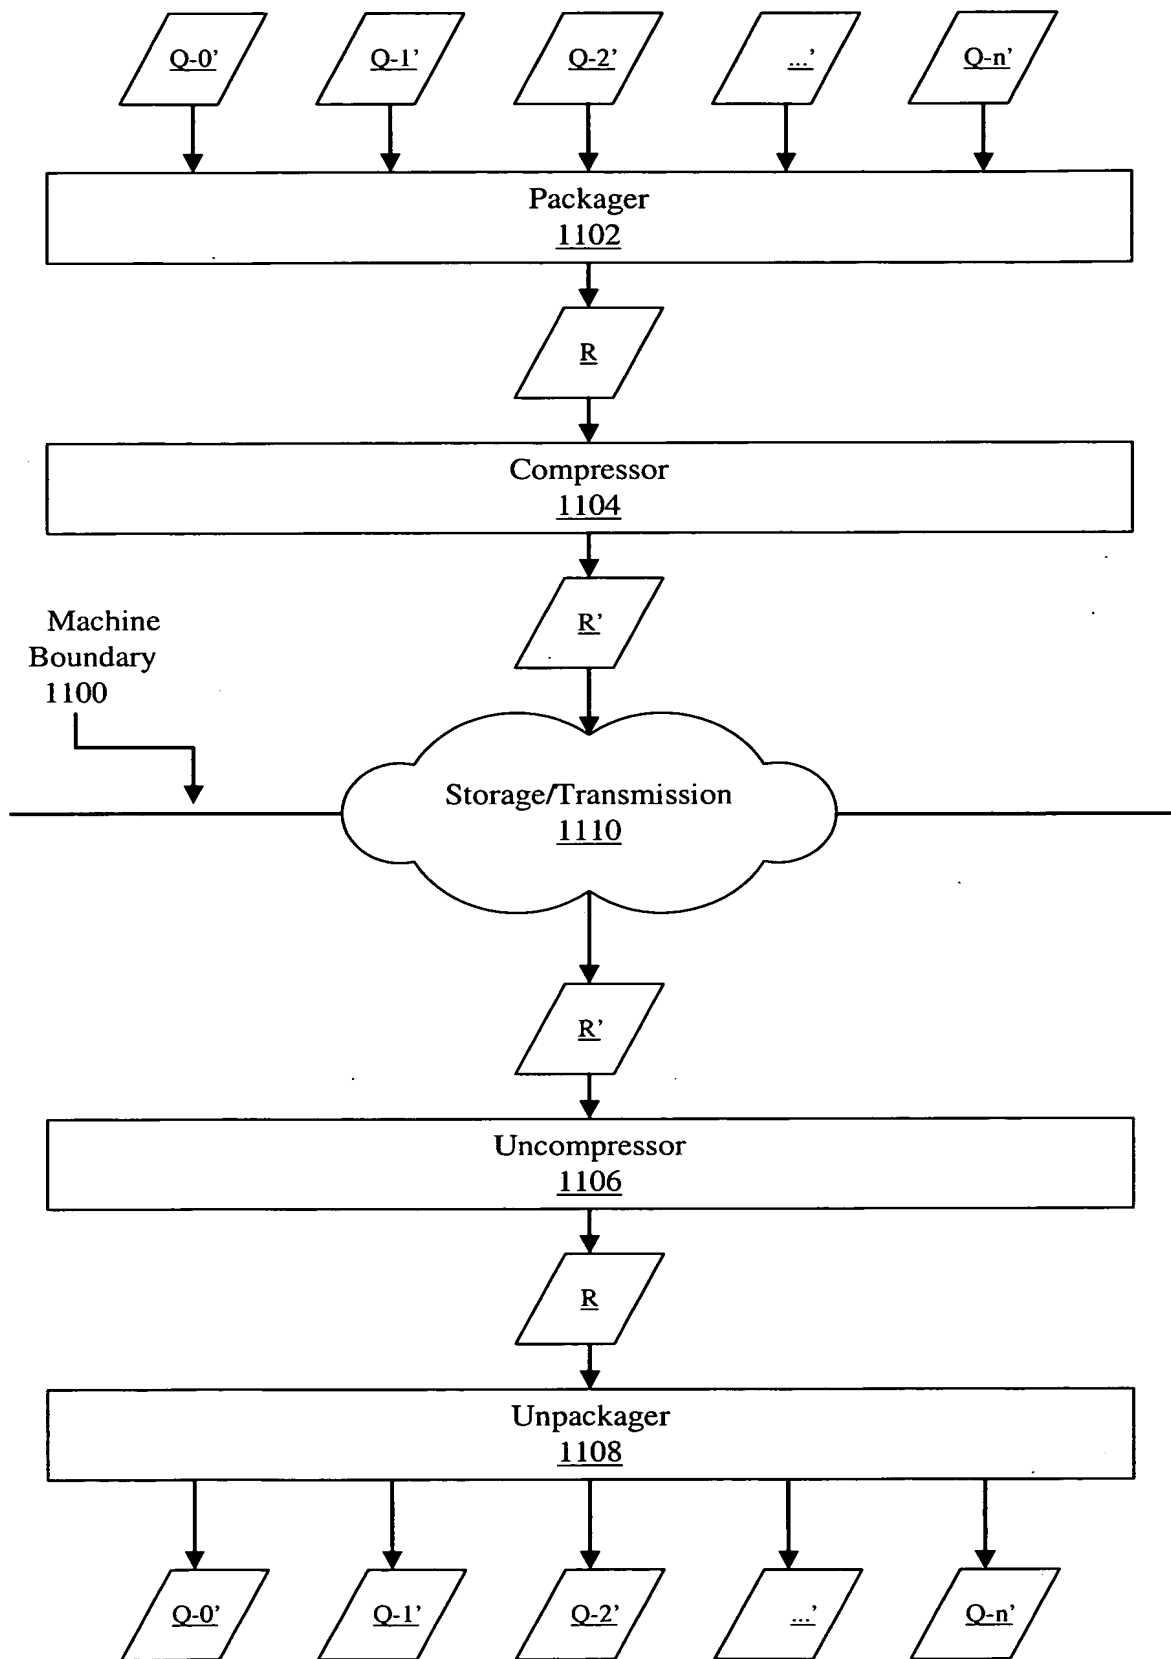 Q-0’ Q-1’ Q-2’ ...’ Q-n’
Packager
1102
R
Compressor
1104
R’
Machine
Boundary
1100
Storage/Transmission
1110
R’
Uncompressor
1106
R
Unpackager
1108
Q-0’ Q-1’ Q-2’ ...’ Q-n’